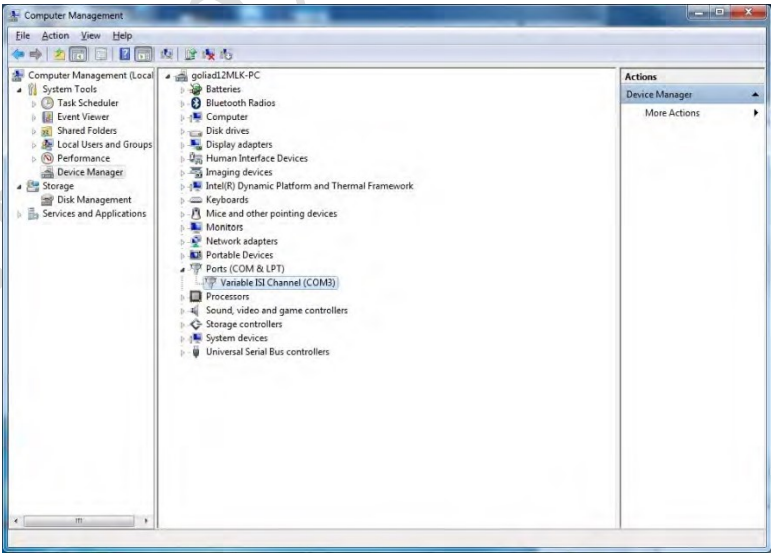 Computer Management
File Action View Help
Computer Management (Local
System Tools
Task Scheduler
Event Viewer
Shared Folders
Local Users and Groups
Performance
Device Manager
Storage
Disk Management
Services and Applications
goliad12MLK-PC
Batteries
Bluetooth Radios
Computer
Disk drives
Display adapters
Human Interface Devices
Imaging devices
Intel(R) Dynamic Platform and Thermal Framework
Keyboards
Mice and other pointing devices
Monitors
Network adapters
Portable Devices
Ports (COM & LPT)
Variable ISI Channel (COM3)
Processors
Sound, video and game controllers
Storage controllers
System devices
Universal Serial Bus controllers
Actions
Device Manager
More Actions